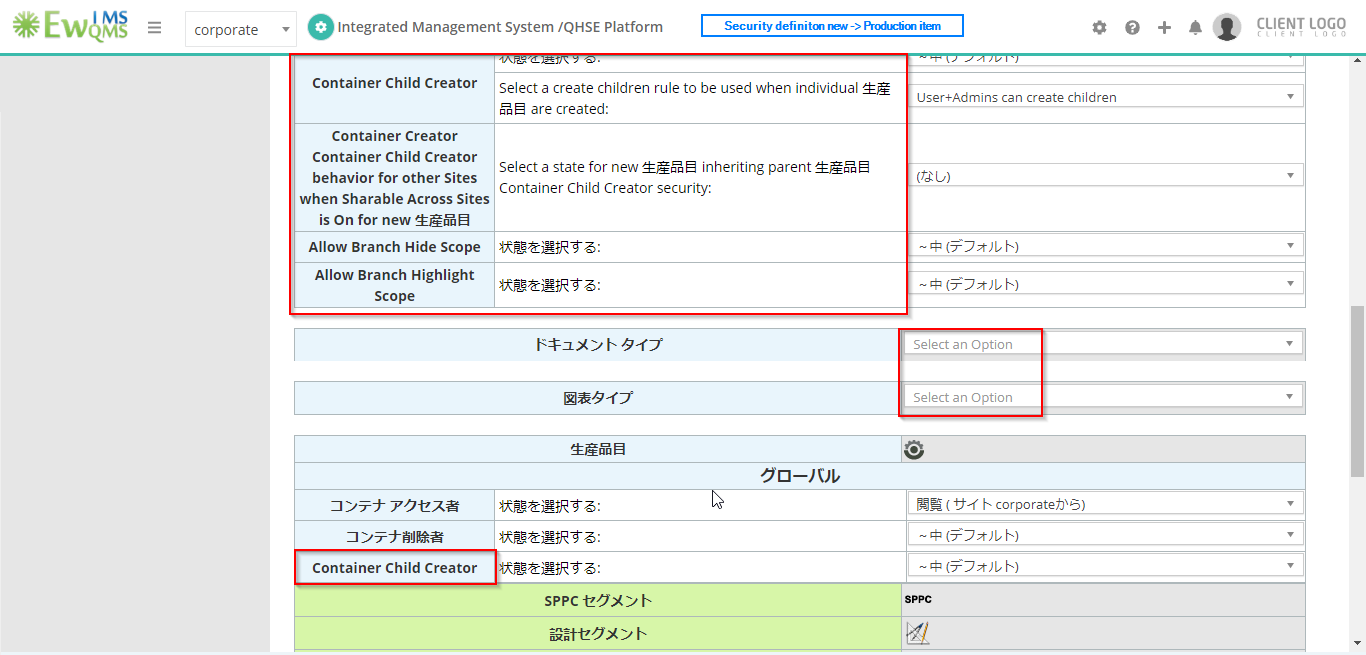 EwQMS IMS
corporate
Integrated Management System /QHSE Platform
Security definiton new -> Production item
CLIENT LOGO
CLIENT LOGO
状態を選択する:
~ 中 (デフォルト)
Container Child Creator
Select a create children rule to be used when individual 生産
品目 are created:
User+Admins can create children
Container Creator
Container Child Creator
behavior for other Sites
when Sharable Across Sites
is On for new 生産品目
Select a state for new 生産品目 inheriting parent 生産品目
Container Child Creator security:
(なし)
Allow Branch Hide Scope
状態を選択する:
~ 中 (デフォルト)
Allow Branch Highlight
Scope
状態を選択する:
~ 中 (デフォルト)
ドキュメント タイプ
Select an Option
図表タイプ
Select an Option
生産品目
グローバル
コンテナ アクセス者
状態を選択する:
閲覧 ( サイト corporateから)
コンテナ削除者
状態を選択する:
~ 中 (デフォルト)
Container Child Creator
状態を選択する:
~ 中 (デフォルト)
SPPC セグメント
SPPC
設計セグメント